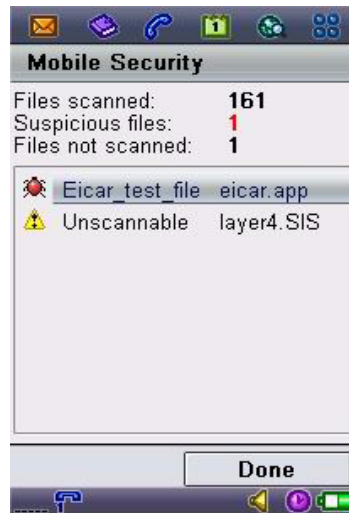 1
Mobile Security
Files scanned: 161
Suspicious files: 1
Files not scanned: 1
Eicar_test_file eicar.app
Unscannable layer4.SIS
Done